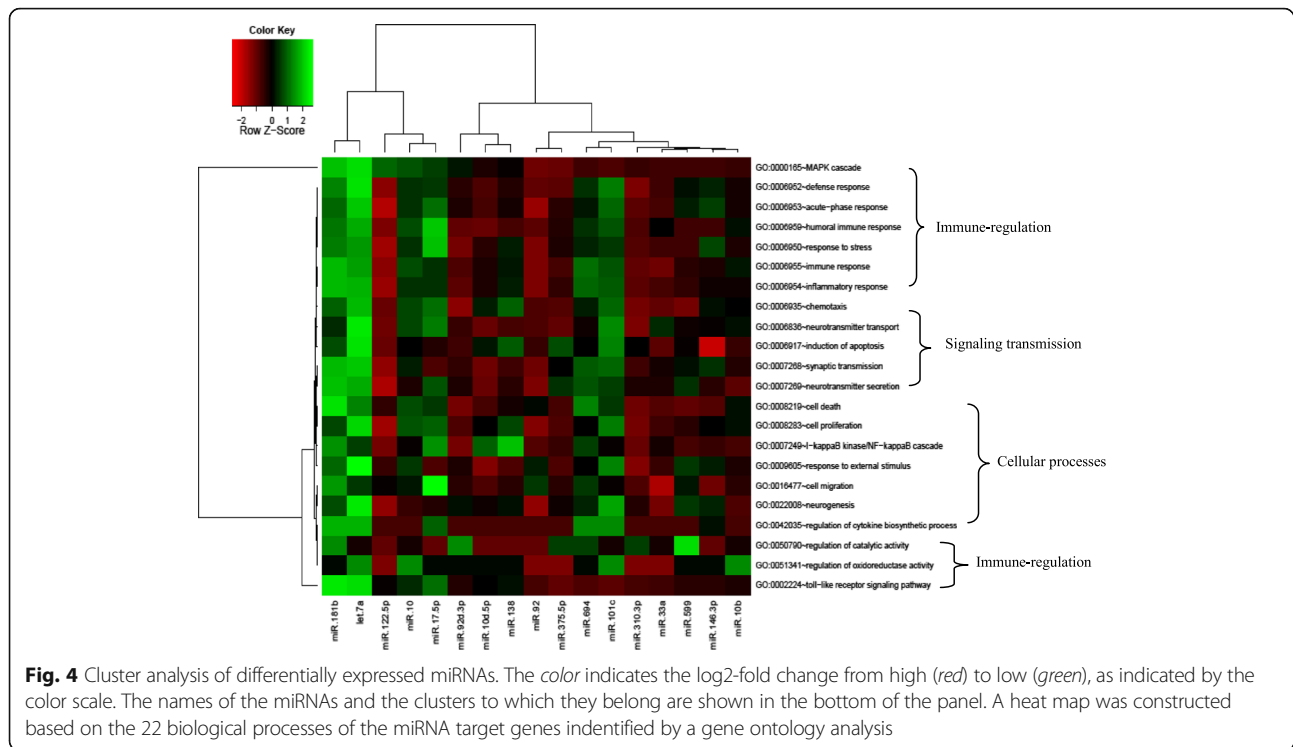 Color Key
−2 0 1 2
Row Z−Score
GO:0000165~MAPK cascade
GO:0006952~defense response
GO:0006953~acute−phase response
GO:0006959~humoral immune response
GO:0006950~response to stress
GO:0006955~immune response
GO:0006954~inflammatory response
GO:0006935~chemotaxis
GO:0006836~neurotransmitter transport
GO:0006917~induction of apoptosis
GO:0007268~synaptic transmission
GO:0007269~neurotransmitter secretion
GO:0008219~cell death
GO:0008283~cell proliferation
GO:0007249~I−kappaB kinase/NF−kappaB cascade
GO:0009605~response to external stimulus
GO:0016477~cell migration
GO:0022008~neurogenesis
GO:0042035~regulation of cytokine biosynthetic process
GO:0050790~regulation of catalytic activity
GO:0051341~regulation of oxidoreductase activity
GO:0002224~toll−like receptor signaling pathway
Immune-regulation
Signaling transmission
Cellular processes
Immune-regulation
miR.181b
let.7a
miR.122.5p
miR.10
miR.17.5p
miR.92d.3p
miR.10d.5p
miR.138
miR.92
miR.375.5p
miR.694
miR.101c
miR.310.3p
miR.33a
miR.599
miR.146.3p
miR.10b
Fig. 4 Cluster analysis of differentially expressed miRNAs. The color indicates the log2-fold change from high (red) to low (green), as indicated by the
color scale. The names of the miRNAs and the clusters to which they belong are shown in the bottom of the panel. A heat map was constructed
based on the 22 biological processes of the miRNA target genes indentified by a gene ontology analysis